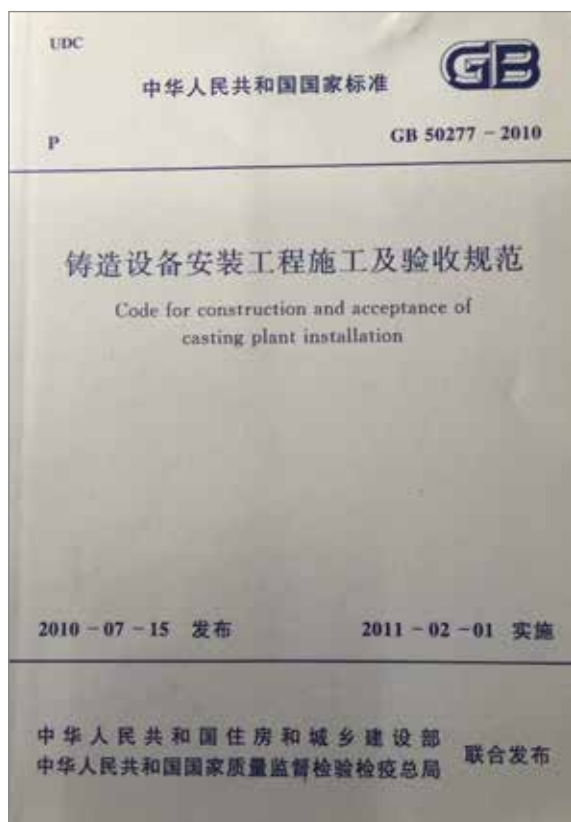 UDC
中华人民共和国国家标准
GB
P
GB 50277－2010
铸造设备安装工程施工及验收规范
Code for construction and acceptance of
casting plant installation
2010－07－15 发布
2011－02－01 实施
中华人民共和国住房和城乡建设部
中华人民共和国国家质量监督检验检疫总局
联合发布